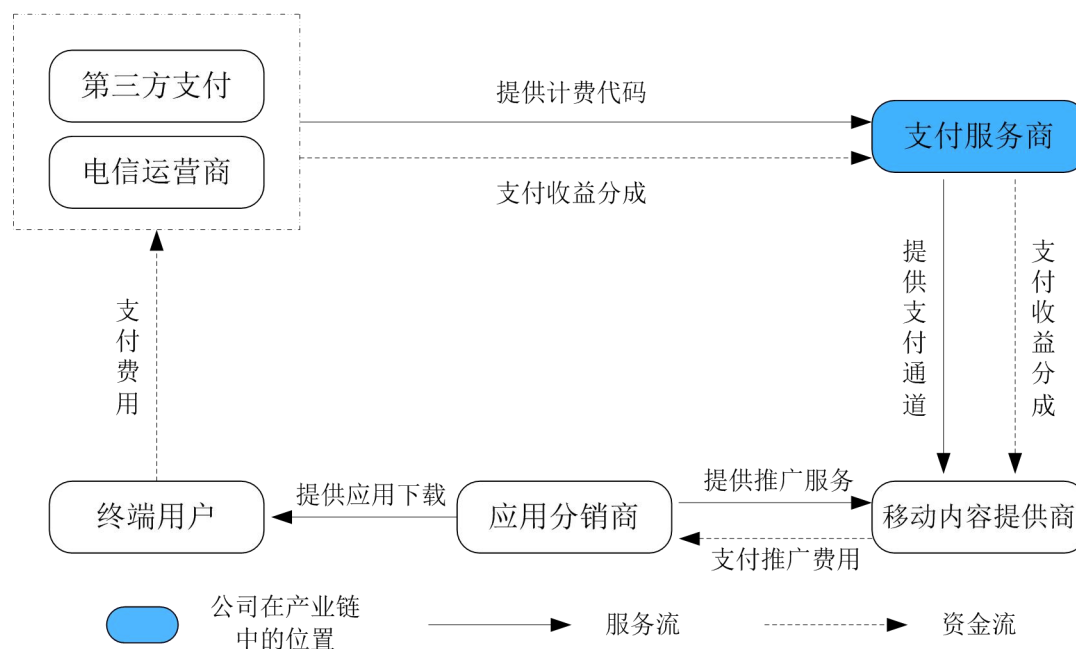 第三方支付
提供计费代码
支付服务商
电信运营商
支付收益分成
支付费用
提供支付通道
支付收益分成
终端用户
提供应用下载
应用分销商
提供推广服务
移动内容提供商
支付推广费用
公司在产业链
中的位置
服务流
资金流